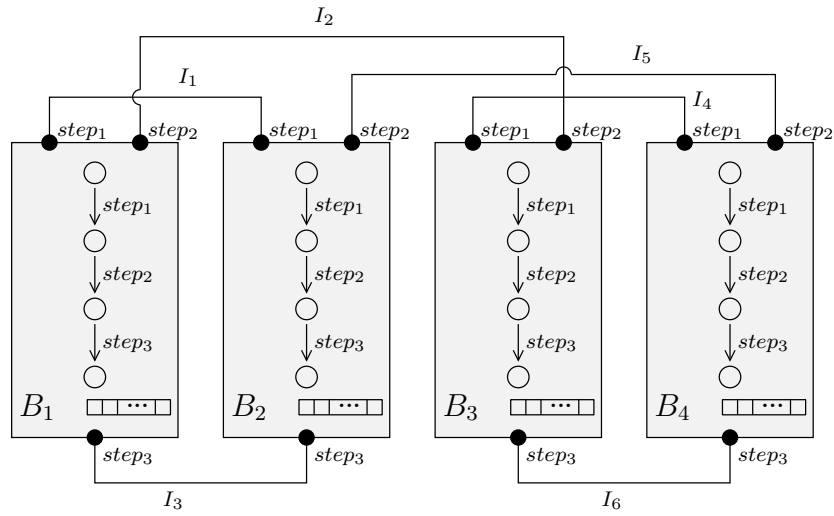 I₂
I₁ I₅
I₄
step₁ step₂ step₁ step₂ step₁ step₂ step₁ step₂
step₁ step₁ step₁ step₁
step₂ step₂ step₂ step₂
step₃ step₃ step₃ step₃
B₁ ... B₂ ... B₃ ... B₄ ...
step₃ step₃ step₃ step₃
I₃ I₆